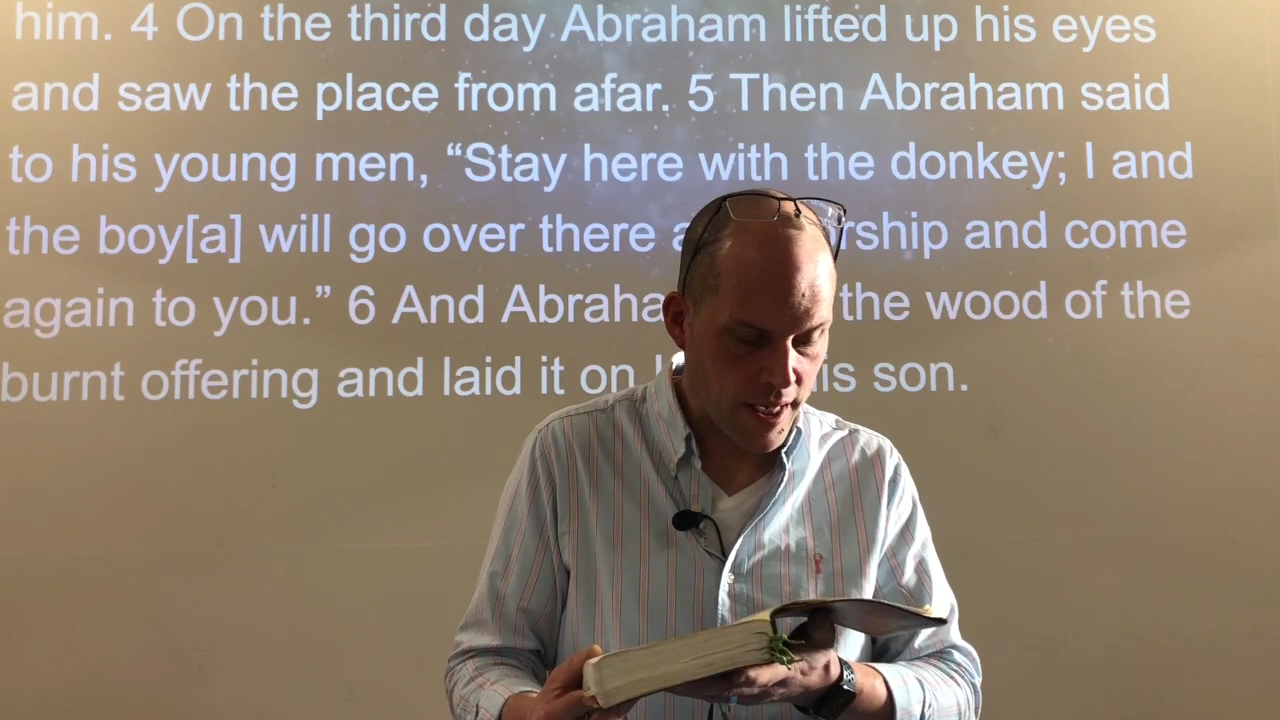 him. 4 On the third day Abraham lifted up his eyes
and saw the place from afar. 5 Then Abraham said
to his young men, “Stay here with the donkey; I and
the boy[a] will go over there rship and come
again to you.” 6 And Abraha the wood of the
burnt offering and laid it on is son.